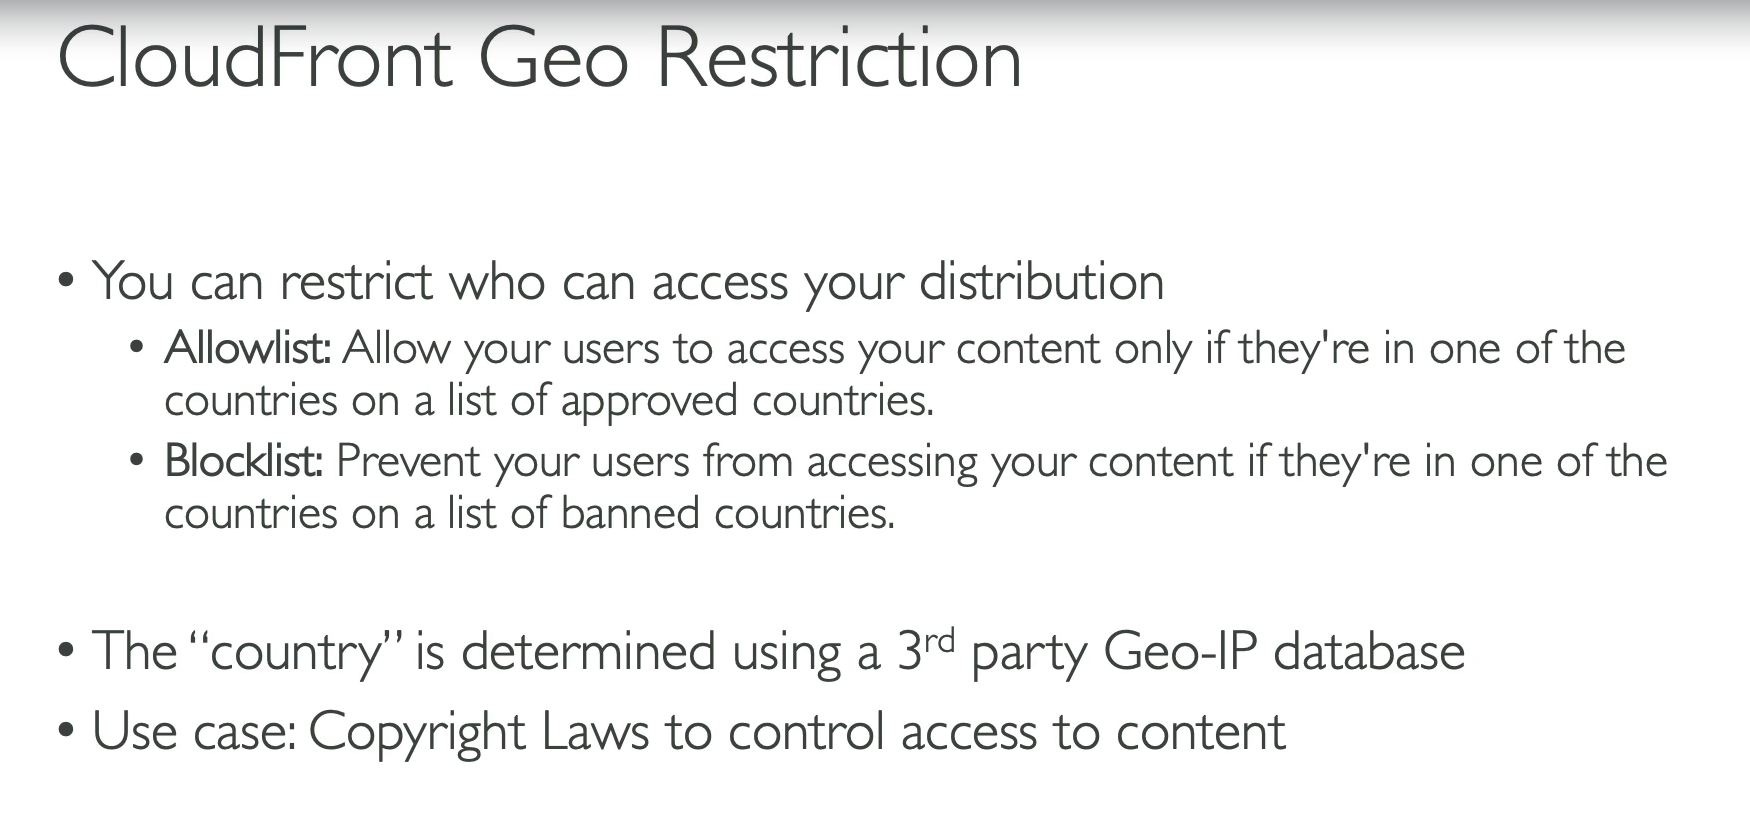 CloudFront Geo Restriction
• You can restrict who can access your distribution
• Allowlist: Allow your users to access your content only if they're in one of the
countries on a list of approved countries.
• Blocklist: Prevent your users from accessing your content if they're in one of the
countries on a list of banned countries.
• The “country” is determined using a 3rd party Geo-IP database
• Use case: Copyright Laws to control access to content